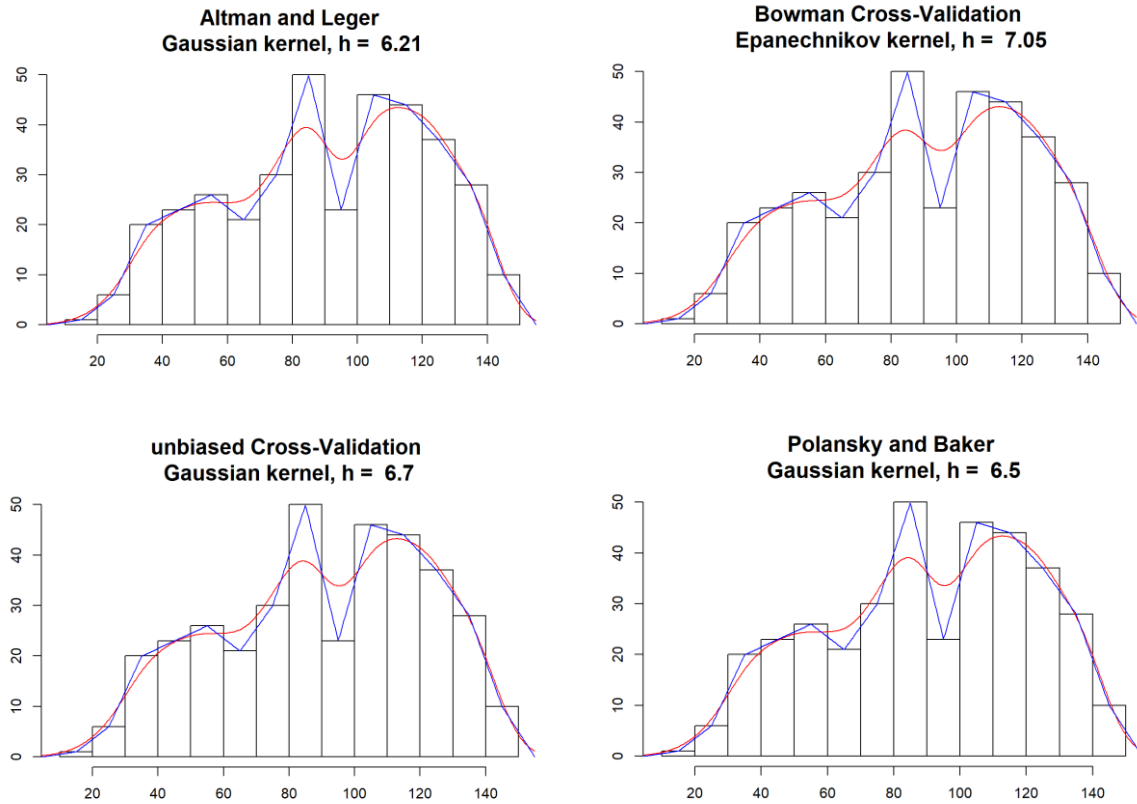 Altman and Leger
Gaussian kernel, h = 6.21
50
40
30
20
10
0
20 40 60 80 100 120 140
Bowman Cross-Validation
Epanechnikov kernel, h = 7.05
50
40
30
20
10
0
20 40 60 80 100 120 140
unbiased Cross-Validation
Gaussian kernel, h = 6.7
50
40
30
20
10
0
20 40 60 80 100 120 140
Polansky and Baker
Gaussian kernel, h = 6.5
50
40
30
20
10
0
20 40 60 80 100 120 140